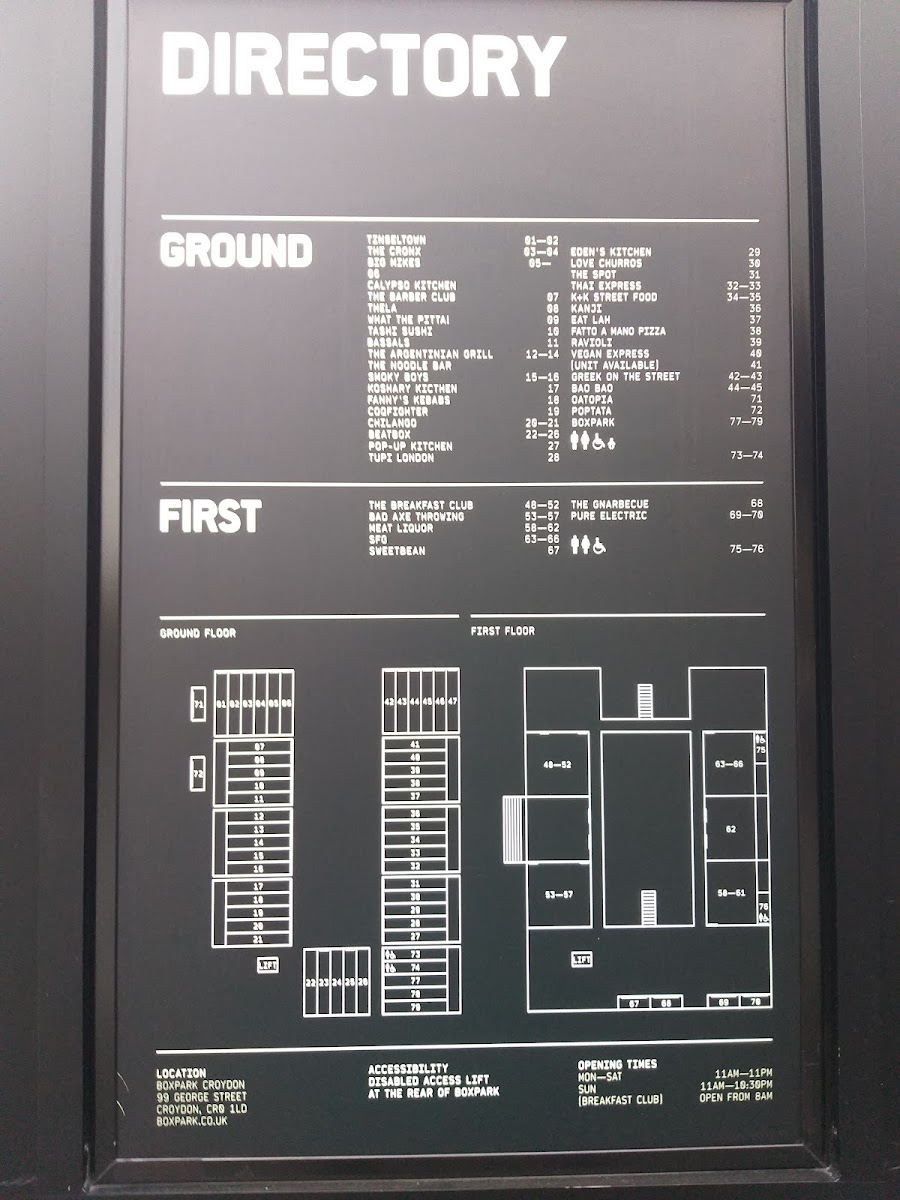 DIRECTORY
GROUND
TINSELTOWN 01—02
THE CRONX 03—04
BIG MIKES 05—
06
CALYPSO KITCHEN
THE BARBER CLUB 07
THELA 08
WHAT THE PITTA! 09
TASHI SUSHI 10
BASSALS 11
THE ARGENTINIAN GRILL 12—14
THE NOODLE BAR
SMOKY BOYS 15—16
KOSHARY KICTHEN 17
FANNY'S KEBABS 18
COQFIGHTER 19
CHILANGO 20—21
BEATBOX 22—26
POP-UP KITCHEN 27
TUPI LONDON 28
EDEN'S KITCHEN 29
LOVE CHURROS 30
THE SPOT 31
THAI EXPRESS 32—33
K+K STREET FOOD 34—35
KANJI 36
EAT LAH 37
FATTO A MANO PIZZA 38
RAVIOLI 39
VEGAN EXPRESS 40
(UNIT AVAILABLE) 41
GREEK ON THE STREET 42—43
BAO BAO 44—45
OATOPIA 71
POPTATA 72
BOXPARK 77—79
73—74
FIRST
THE BREAKFAST CLUB 48—52
BAD AXE THROWING 53—57
MEAT LIQUOR 58—62
SFG 63—66
SWEETBEAN 67
THE GNARBECUE 68
PURE ELECTRIC 69—70
75—76
GROUND FLOOR
71
01 02 03 04 05 06
72
07
08
09
10
11
12
13
14
15
16
17
18
19
20
21
LIFT
22 23 24 25 26
42 43 44 45 46 47
41
40
39
38
37
36
35
34
33
32
31
30
29
28
27
73
74
77
78
79
FIRST FLOOR
48—52
53—57
LIFT
63—66
75
62
58—61
76
67 68
69 70
LOCATION
BOXPARK CROYDON
99 GEORGE STREET
CROYDON, CR0 1LD
BOXPARK.CO.UK
ACCESSIBILITY
DISABLED ACCESS LIFT
AT THE REAR OF BOXPARK
OPENING TIMES
MON—SAT 11AM—11PM
SUN 11AM—10:30PM
(BREAKFAST CLUB) OPEN FROM 8AM